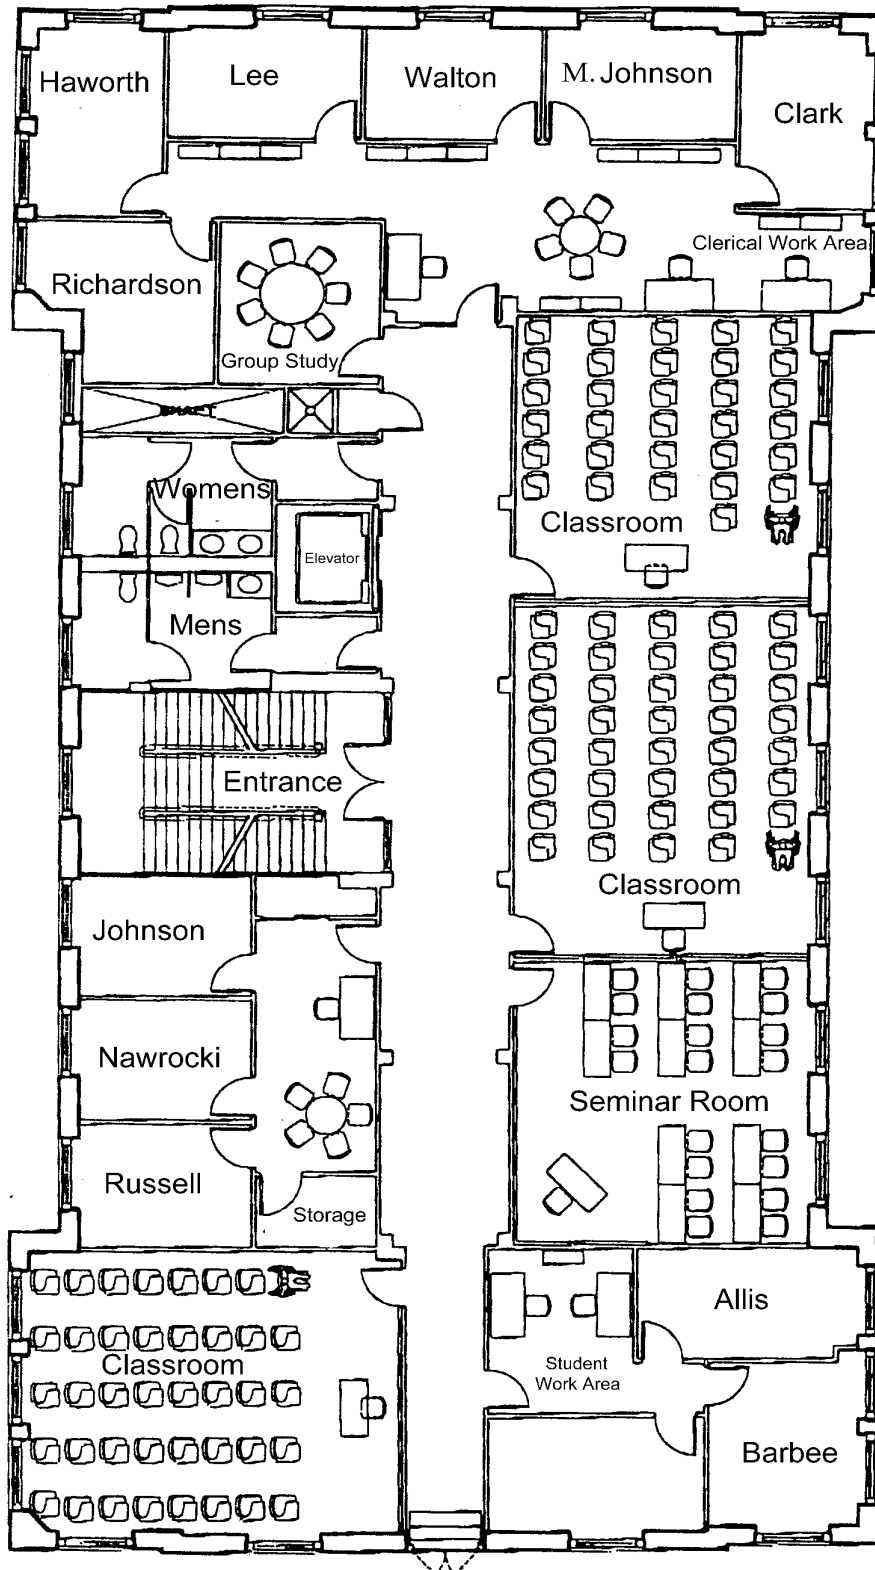 Haworth
Lee
Walton
M. Johnson
Clark
Clerical Work Area
Richardson
Group Study
SHAFT
Womens
Classroom
Elevator
Mens
Entrance
Classroom
Johnson
Nawrocki
Seminar Room
Russell
Storage
Allis
Classroom
Student
Work Area
Barbee